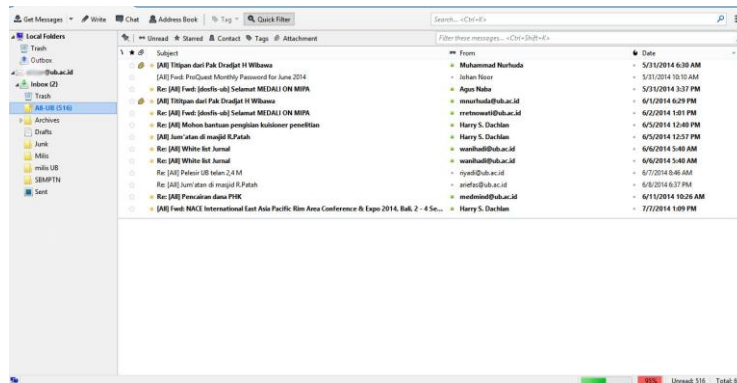 Get Messages Write Chat Address Book Tag Quick Filter Search... <Ctrl+K>
Local Folders Unread Starred Contact Tags Attachment Filter these messages... <Ctrl+Shift+K>
Trash Subject From Date
Outbox [All] Titipan dari Pak Dradjat H Wibawa Muhammad Nurhuda 5/31/2014 6:30 AM
@ub.ac.id [All] Fwd: ProQuest Monthly Password for June 2014 Johan Noor 5/31/2014 10:10 AM
Inbox (2) Re: [All] Fwd: [dosfis-ub] Selamat MEDALI ON MIPA Agus Naba 5/31/2014 3:37 PM
Trash [All] Tititpan dari Pak Dradjat H Wibawa mnurhuda@ub.ac.id 6/1/2014 6:29 PM
All-UB (516) Re: [All] Fwd: [dosfis-ub] Selamat MEDALI ON MIPA rretnowati@ub.ac.id 6/2/2014 1:01 PM
Archives Re: [All] Mohon bantuan pengisian kuisioner penelitian Harry S. Dachlan 6/5/2014 12:40 PM
Drafts [All] Jum'atan di masjid R.Patah Harry S. Dachlan 6/5/2014 12:57 PM
Junk Re: [All] White list Jurnal wanihadi@ub.ac.id 6/6/2014 5:40 AM
Milis Re: [All] White list Jurnal wanihadi@ub.ac.id 6/6/2014 5:40 AM
milis UB Re: [All] Pelesir UB telan 2,4 M riyadi@ub.ac.id 6/7/2014 8:46 AM
SBMPTN Re: [All] Jum'atan di masjid R.Patah ariefas@ub.ac.id 6/8/2014 6:37 PM
Sent Re: [All] Pencairan dana PHK medmind@ub.ac.id 6/11/2014 10:26 AM
[All] Fwd: NACE International East Asia Pacific Rim Area Conference & Expo 2014, Bali, 2 - 4 Se... Harry S. Dachlan 7/7/2014 1:09 PM
95% Unread: 516 Total: 6